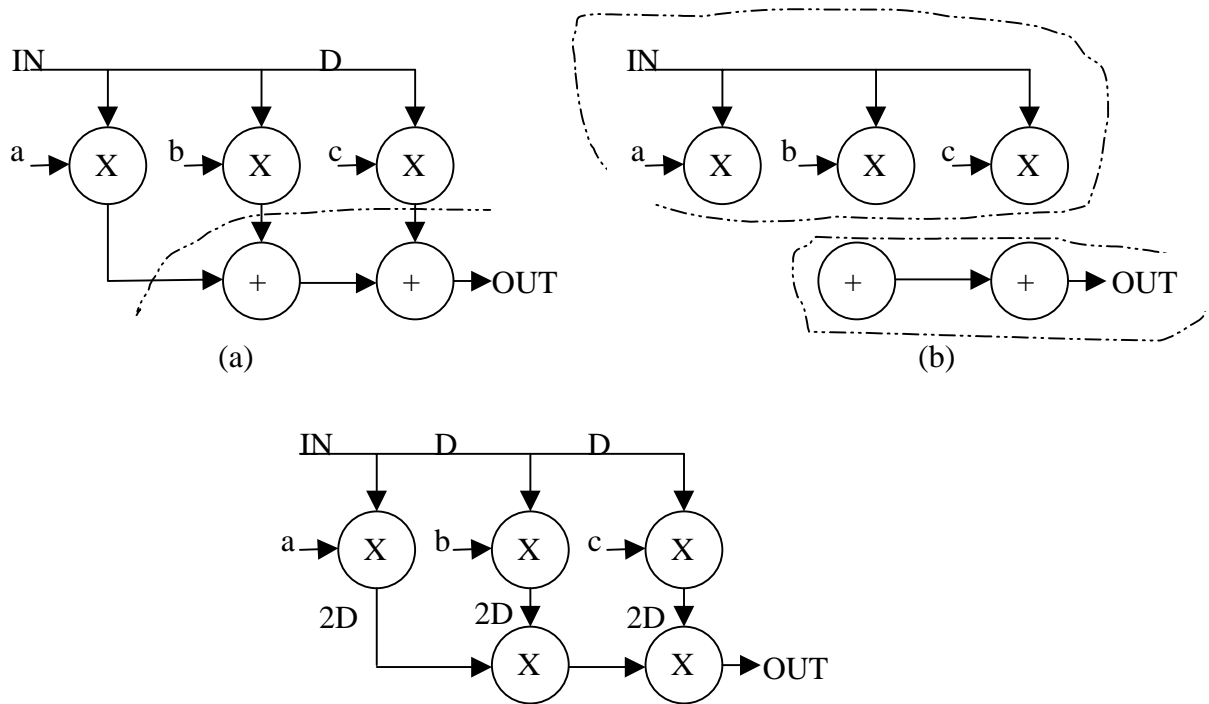 IN D IN
a X b X c X a X b X c X
+ + OUT + + OUT
(a) (b)
IN D D
a X b X c X
2D 2D 2D
X X OUT